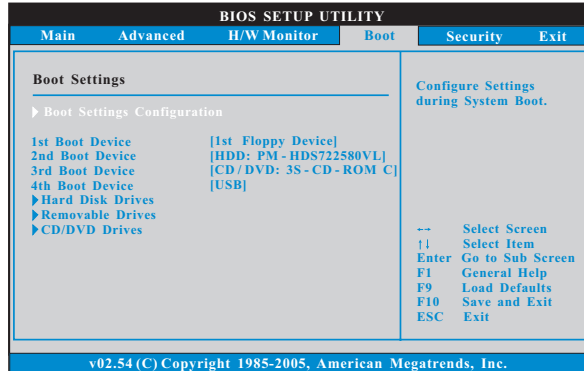 BIOS SETUP UTILITY
Main Advanced H/W Monitor Boot Security Exit
Boot Settings
Boot Settings Configuration
1st Boot Device [1st Floppy Device]
2nd Boot Device [HDD: PM - HDS722580VL]
3rd Boot Device [CD / DVD: 3S - CD - ROM C]
4th Boot Device [USB]
Hard Disk Drives
Removable Drives
CD/DVD Drives
Configure Settings
during System Boot.
←→ Select Screen
↑↓ Select Item
Enter Go to Sub Screen
F1 General Help
F9 Load Defaults
F10 Save and Exit
ESC Exit
v02.54 (C) Copyright 1985-2005, American Megatrends, Inc.